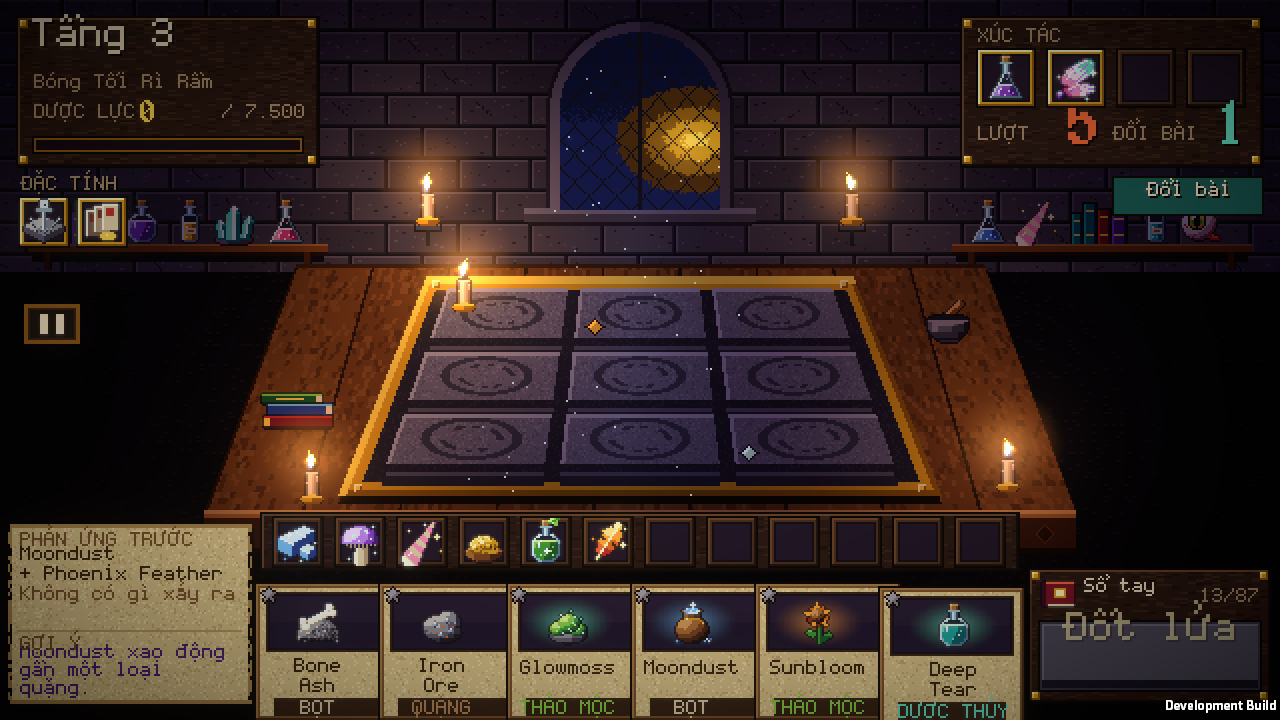 Tầng 3
Bóng Tối Rì Rầm
DƯỢC LỰC 0 / 7.500
ĐẶC TÍNH
XÚC TÁC
LƯỢT 5 ĐỔI BÀI 1
Đổi bài
PHẢN ỨNG TRƯỚC
Moondust
+ Phoenix Feather
Không có gì xảy ra
GỢI Ý
Moondust xao động
gần một loại
quặng.
Bone
Ash
BỘT
Iron
Ore
QUẶNG
Glowmoss
THẢO MỘC
Moondust
BỘT
Sunbloom
THẢO MỘC
Deep
Tear
DƯỢC THUỶ
Sổ tay
13/87
Đốt lửa
Development Build